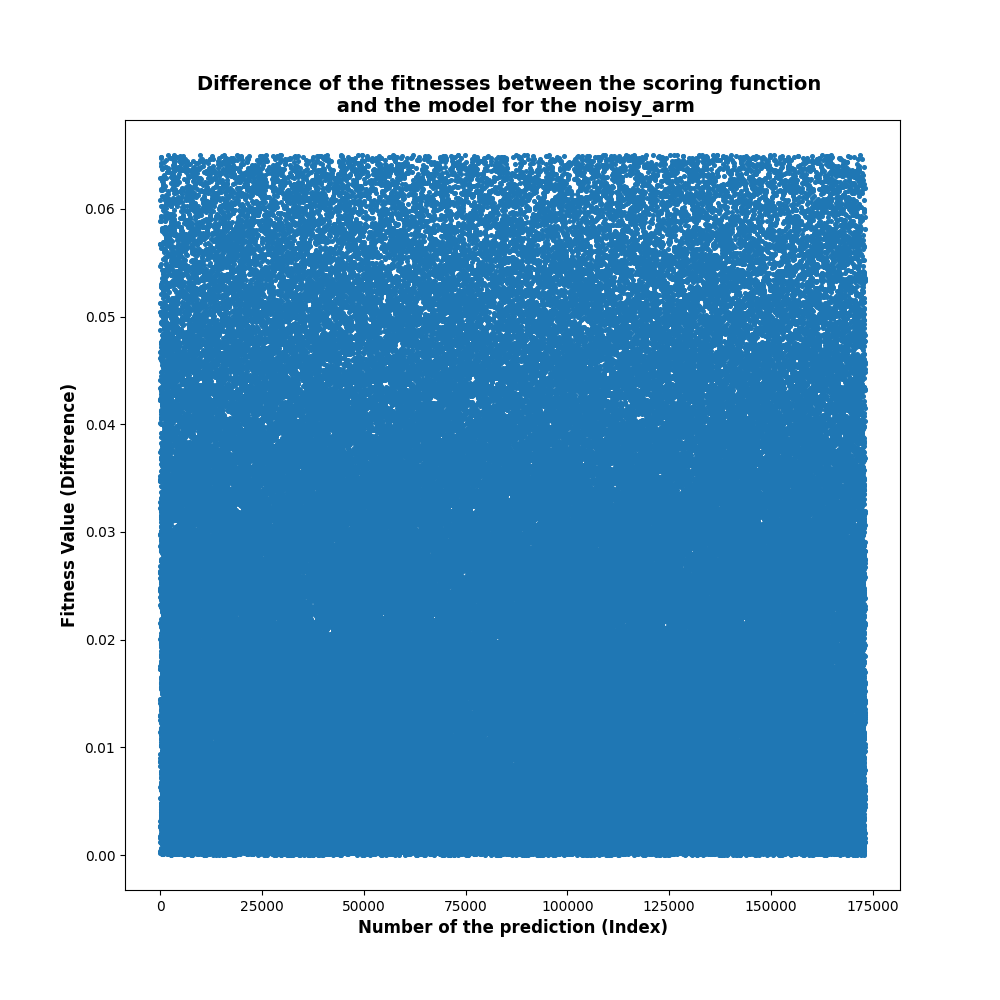 Difference of the fitnesses between the scoring function
and the model for the noisy_arm
Fitness Value (Difference)
0.06
0.05
0.04
0.03
0.02
0.01
0.00
0 25000 50000 75000 100000 125000 150000 175000
Number of the prediction (Index)